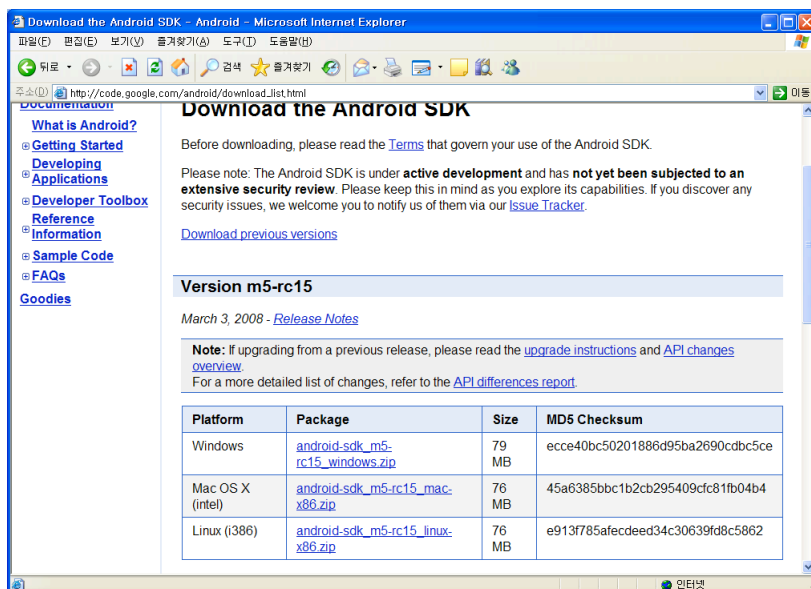 Download the Android SDK - Android - Microsoft Internet Explorer
파일(F) 편집(E) 보기(V) 즐겨찾기(A) 도구(T) 도움말(H)
뒤로 검색 즐겨찾기
주소(D) http://code.google.com/android/download_list.html 이동
Documentation
What is Android?
Getting Started
Developing
Applications
Developer Toolbox
Reference
Information
Sample Code
FAQs
Goodies
Download the Android SDK
Before downloading, please read the Terms that govern your use of the Android SDK.
Please note: The Android SDK is under active development and has not yet been subjected to an
extensive security review. Please keep this in mind as you explore its capabilities. If you discover any
security issues, we welcome you to notify us of them via our Issue Tracker.
Download previous versions
Version m5-rc15
March 3, 2008 - Release Notes
Note: If upgrading from a previous release, please read the upgrade instructions and API changes
overview.
For a more detailed list of changes, refer to the API differences report.
Platform Package Size MD5 Checksum
Windows android-sdk_m5-rc15_windows.zip 79 MB ecce40bc50201886d95ba2690cdbc5ce
Mac OS X (intel) android-sdk_m5-rc15_mac-x86.zip 76 MB 45a6385bbc1b2cb295409cfc81fb04b4
Linux (i386) android-sdk_m5-rc15_linux-x86.zip 76 MB e913f785afecdeed34c30639fd8c5862
인터넷